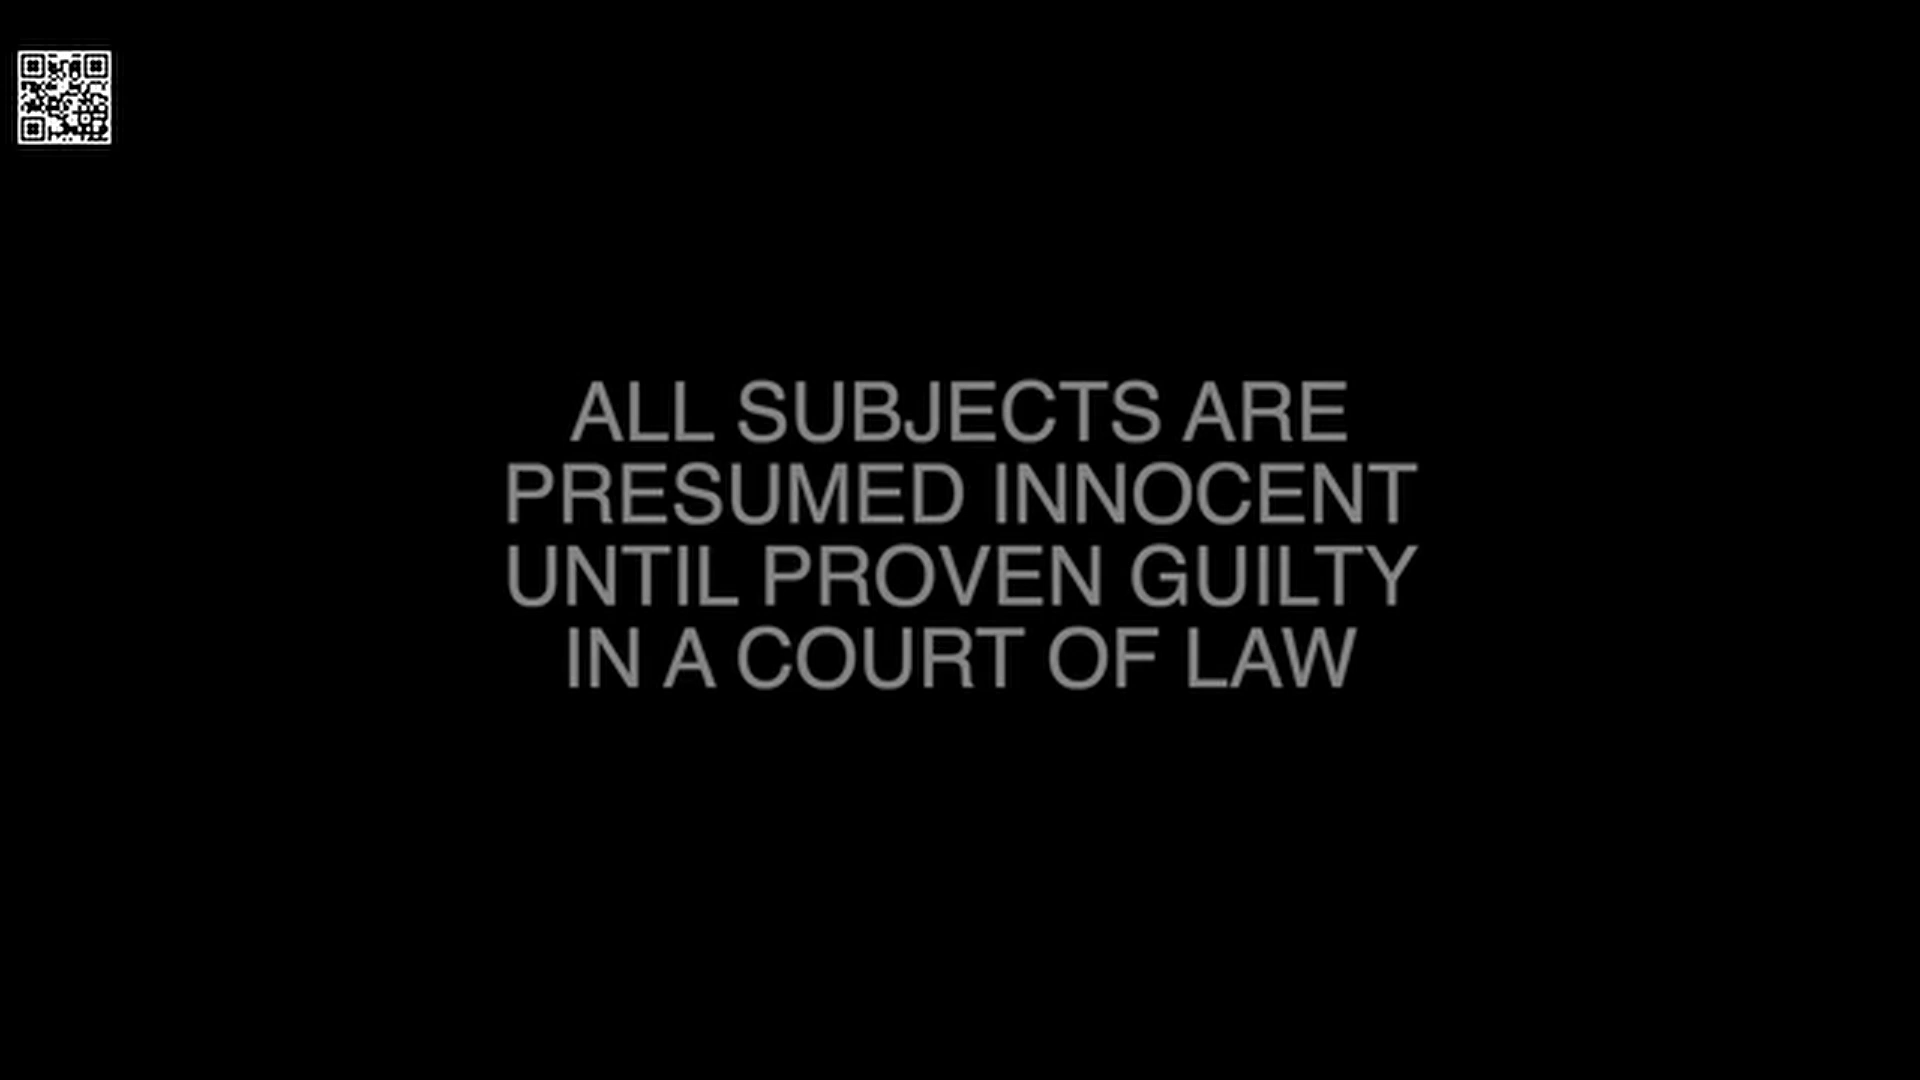 ALL SUBJECTS ARE
PRESUMED INNOCENT
UNTIL PROVEN GUILTY
IN A COURT OF LAW